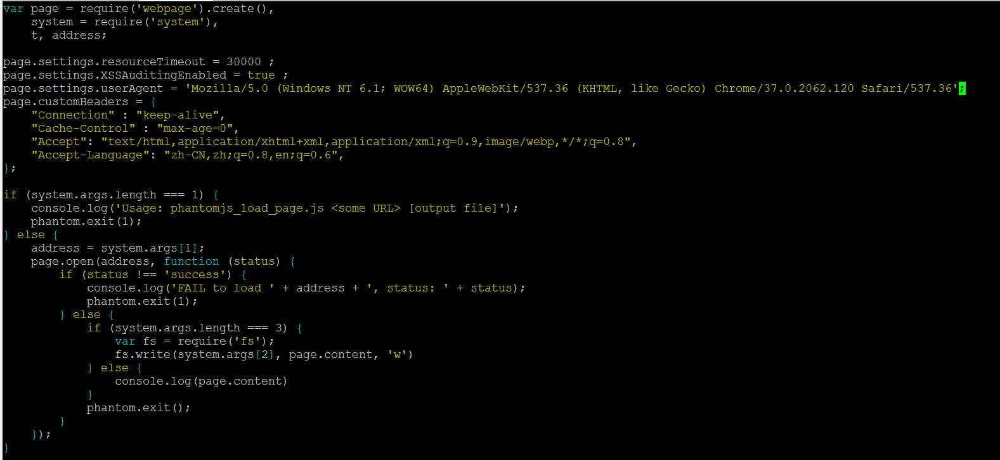 var page = require('webpage').create(),
    system = require('system'),
    t, address;

page.settings.resourceTimeout = 30000 ;
page.settings.XSSAuditingEnabled = true ;
page.settings.userAgent = 'Mozilla/5.0 (Windows NT 6.1; WOW64) AppleWebKit/537.36 (KHTML, like Gecko) Chrome/37.0.2062.120 Safari/537.36';
page.customHeaders = {
    "Connection" : "keep-alive",
    "Cache-Control" : "max-age=0",
    "Accept": "text/html,application/xhtml+xml,application/xml;q=0.9,image/webp,*/*;q=0.8",
    "Accept-Language": "zh-CN,zh;q=0.8,en;q=0.6",
};

if (system.args.length === 1) {
    console.log('Usage: phantomjs_load_page.js <some URL> [output file]');
    phantom.exit(1);
} else {
    address = system.args[1];
    page.open(address, function (status) {
        if (status !== 'success') {
            console.log('FAIL to load ' + address + ', status: ' + status);
            phantom.exit(1);
        } else {
            if (system.args.length === 3) {
                var fs = require('fs');
                fs.write(system.args[2], page.content, 'w')
            } else {
                console.log(page.content)
            }
            phantom.exit();
        }
    });
}